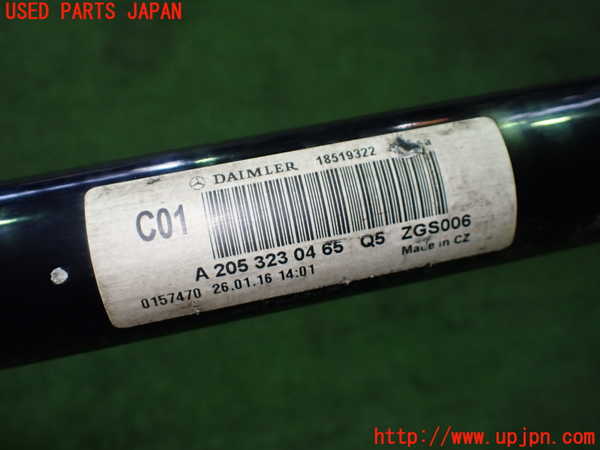 USED PARTS JAPAN
DAIMLER 18519322
C01
A 205 323 04 65 Q5 ZGS006
Made in CZ
0157470 26.01.16 14:01
http://www.upjpn.com/